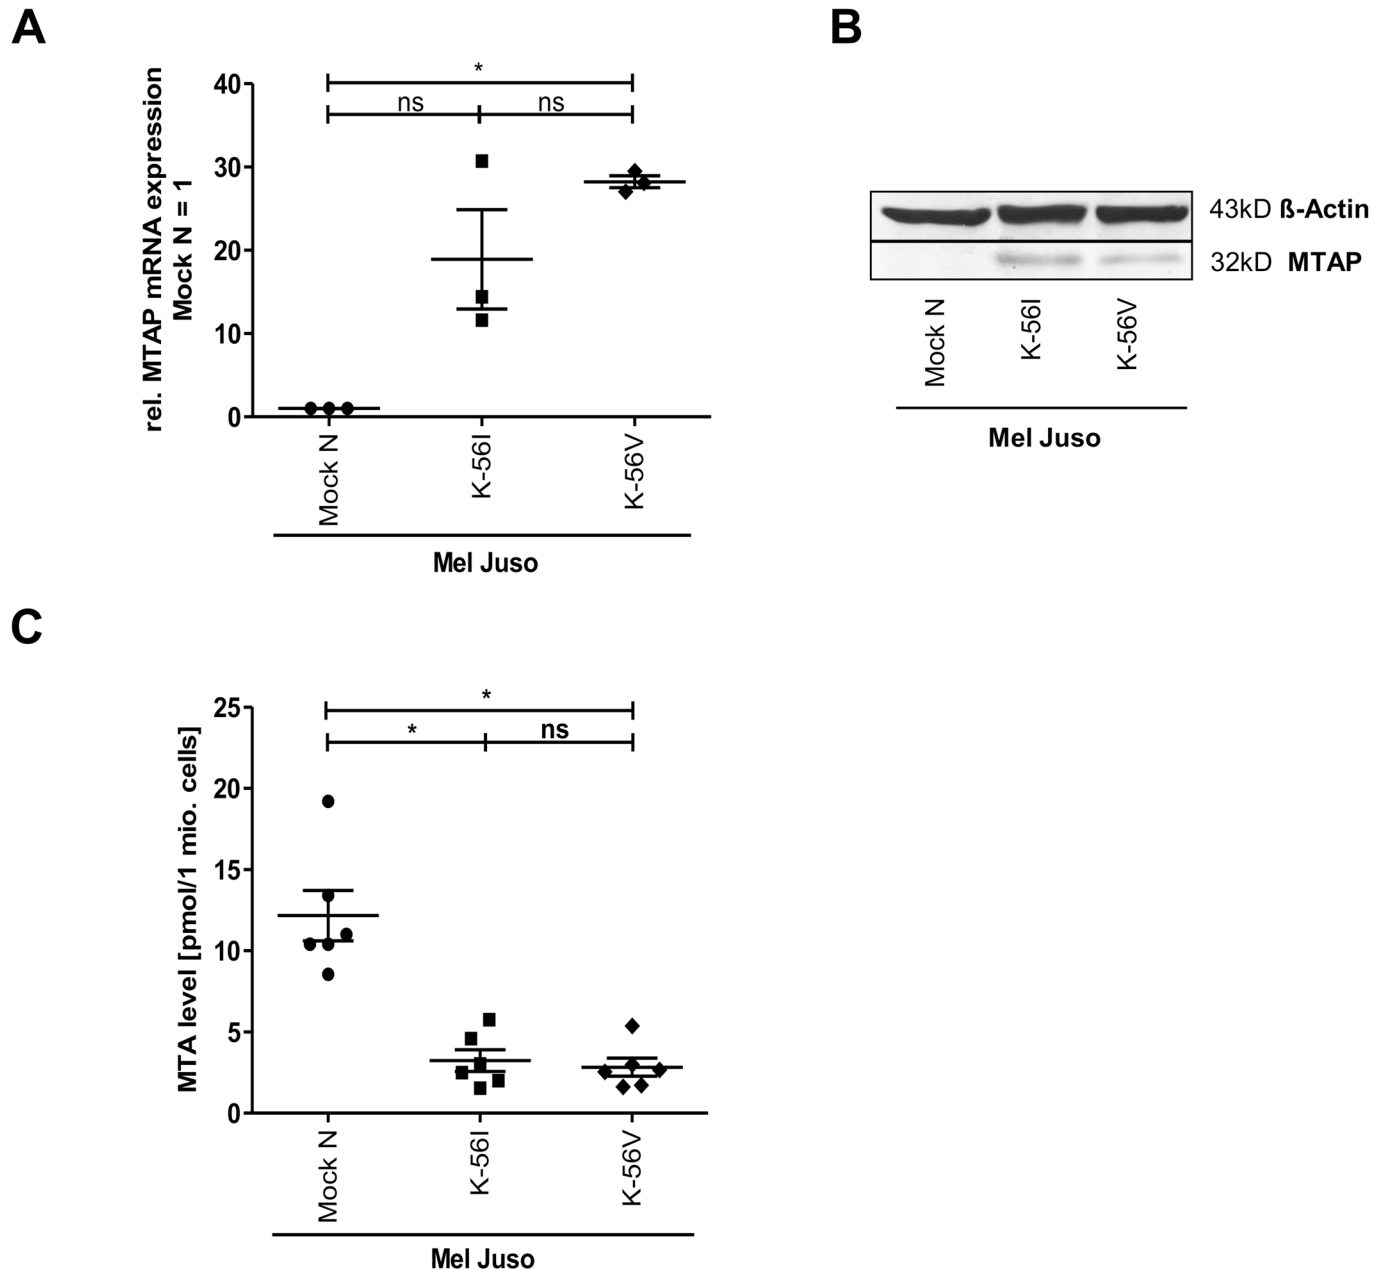 A
rel. MTAP mRNA expression
Mock N = 1
40
30
20
10
0
*
ns
ns
Mock N
K-56I
K-56V
Mel Juso
B
43kD ß-Actin
32kD MTAP
Mock N
K-56I
K-56V
Mel Juso
C
MTA level [pmol/1 mio. cells]
25
20
15
10
5
0
*
*
ns
Mock N
K-56I
K-56V
Mel Juso